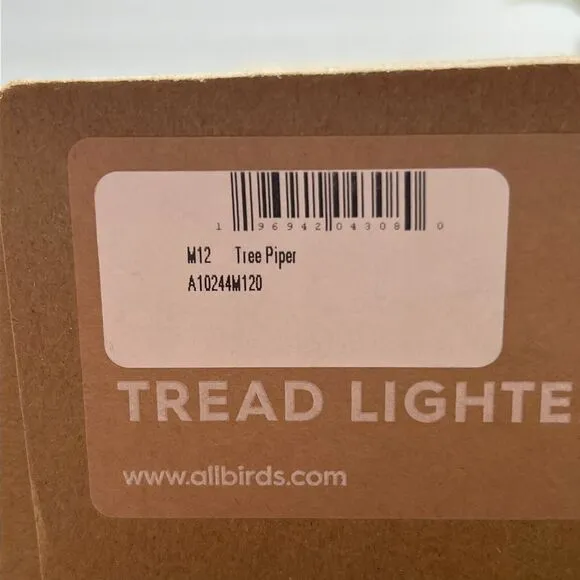 1 96942 04308 0
M12 Tree Piper
A10244M120
TREAD LIGHTE
www.allbirds.com